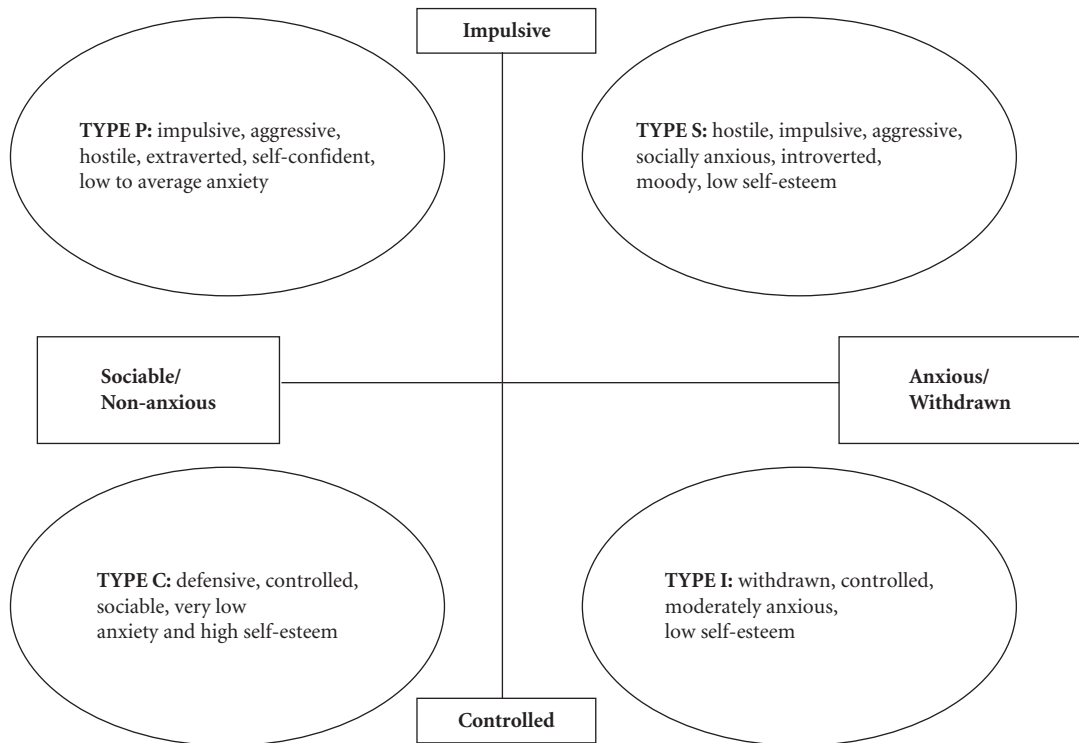 Impulsive
TYPE P: impulsive, aggressive,
hostile, extraverted, self-confident,
low to average anxiety
TYPE S: hostile, impulsive, aggressive,
socially anxious, introverted,
moody, low self-esteem
Sociable/
Non-anxious
Anxious/
Withdrawn
TYPE C: defensive, controlled,
sociable, very low
anxiety and high self-esteem
TYPE I: withdrawn, controlled,
moderately anxious,
low self-esteem
Controlled